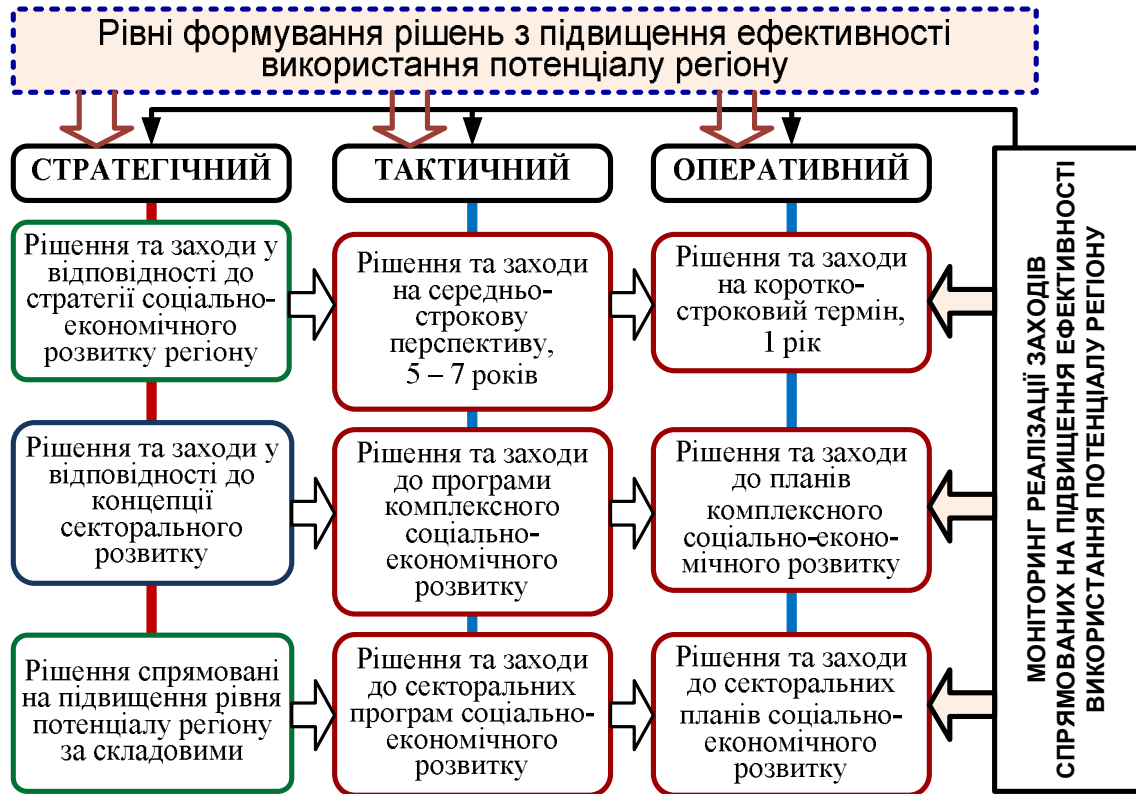 Рівні формування рішень з підвищення ефективності
використання потенціалу регіону
СТРАТЕГІЧНИЙ
ТАКТИЧНИЙ
ОПЕРАТИВНИЙ
Рішення та заходи у
відповідності до
стратегії соціально-
економічного
розвитку регіону
Рішення та заходи
на середньо-
строкову
перспективу,
5 – 7 років
Рішення та заходи
на коротко-
строковий термін,
1 рік
Рішення та заходи у
відповідності до
концепції
секторального
розвитку
Рішення та заходи
до програми
комплексного
соціально-
економічного
розвитку
Рішення та заходи
до планів
комплексного
соціально-еконо-
мічного розвитку
Рішення спрямовані
на підвищення рівня
потенціалу регіону
за складовими
Рішення та заходи
до секторальних
програм соціально-
економічного
розвитку
Рішення та заходи
до секторальних
планів соціально-
економічного
розвитку
МОНІТОРИНГ РЕАЛІЗАЦІЇ ЗАХОДІВ
СПРЯМОВАНИХ НА ПІДВИЩЕННЯ ЕФЕКТИВНОСТІ
ВИКОРИСТАННЯ ПОТЕНЦІАЛУ РЕГІОНУ